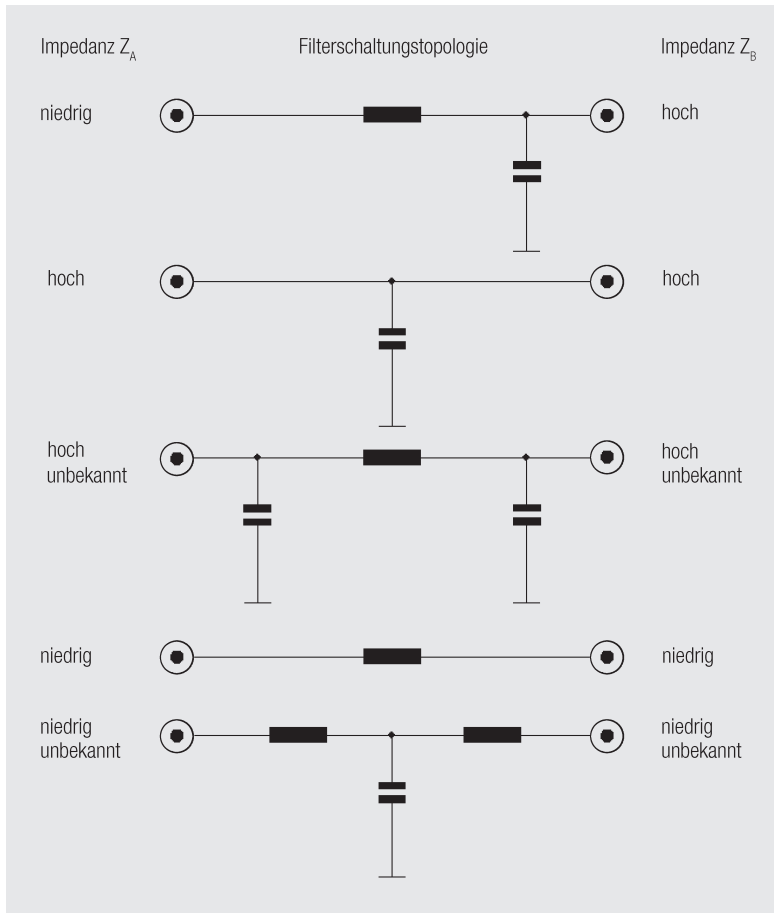 Impedanz Z_A Filterschaltungstopologie Impedanz Z_B
niedrig hoch
hoch hoch
hoch hoch
unbekannt unbekannt
niedrig niedrig
niedrig niedrig
unbekannt unbekannt